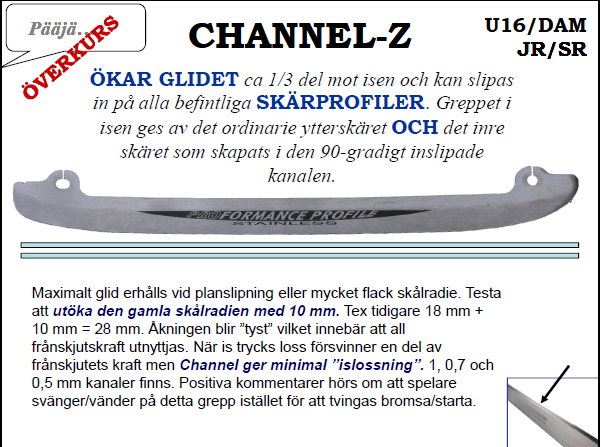 Pääjä...
ÖVERKURS
CHANNEL-Z
U16/DAM
JR/SR
ÖKAR GLIDET ca 1/3 del mot isen och kan slipas
in på alla befintliga SKÄRPROFILER. Greppet i
isen ges av det ordinarie ytterskäret OCH det inre
skäret som skapats i den 90-gradigt inslipade
kanalen.
PROFORMANCE PROFILE
STAINLESS
Maximalt glid erhålls vid planslipning eller mycket flack skålradie. Testa
att utöka den gamla skålradien med 10 mm. Tex tidigare 18 mm +
10 mm = 28 mm. Åkningen blir ”tyst” vilket innebär att all
frånskjutskraft utnyttjas. När is trycks loss försvinner en del av
frånskjutets kraft men Channel ger minimal ”islossning”. 1, 0,7 och
0,5 mm kanaler finns. Positiva kommentarer hörs om att spelare
svänger/vänder på detta grepp istället för att tvingas bromsa/starta.